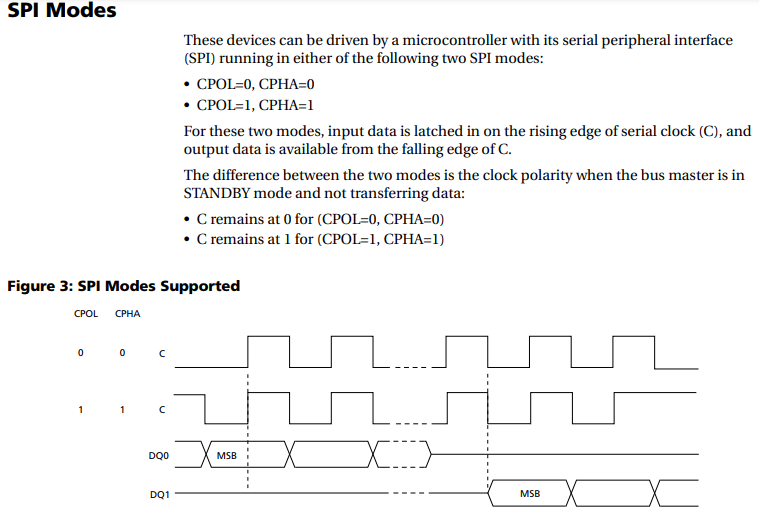 SPI Modes
These devices can be driven by a microcontroller with its serial peripheral interface
(SPI) running in either of the following two SPI modes:
• CPOL=0, CPHA=0
• CPOL=1, CPHA=1
For these two modes, input data is latched in on the rising edge of serial clock (C), and
output data is available from the falling edge of C.
The difference between the two modes is the clock polarity when the bus master is in
STANDBY mode and not transferring data:
• C remains at 0 for (CPOL=0, CPHA=0)
• C remains at 1 for (CPOL=1, CPHA=1)
Figure 3: SPI Modes Supported
CPOL CPHA
0 0 C
1 1 C
DQ0 MSB
DQ1 MSB